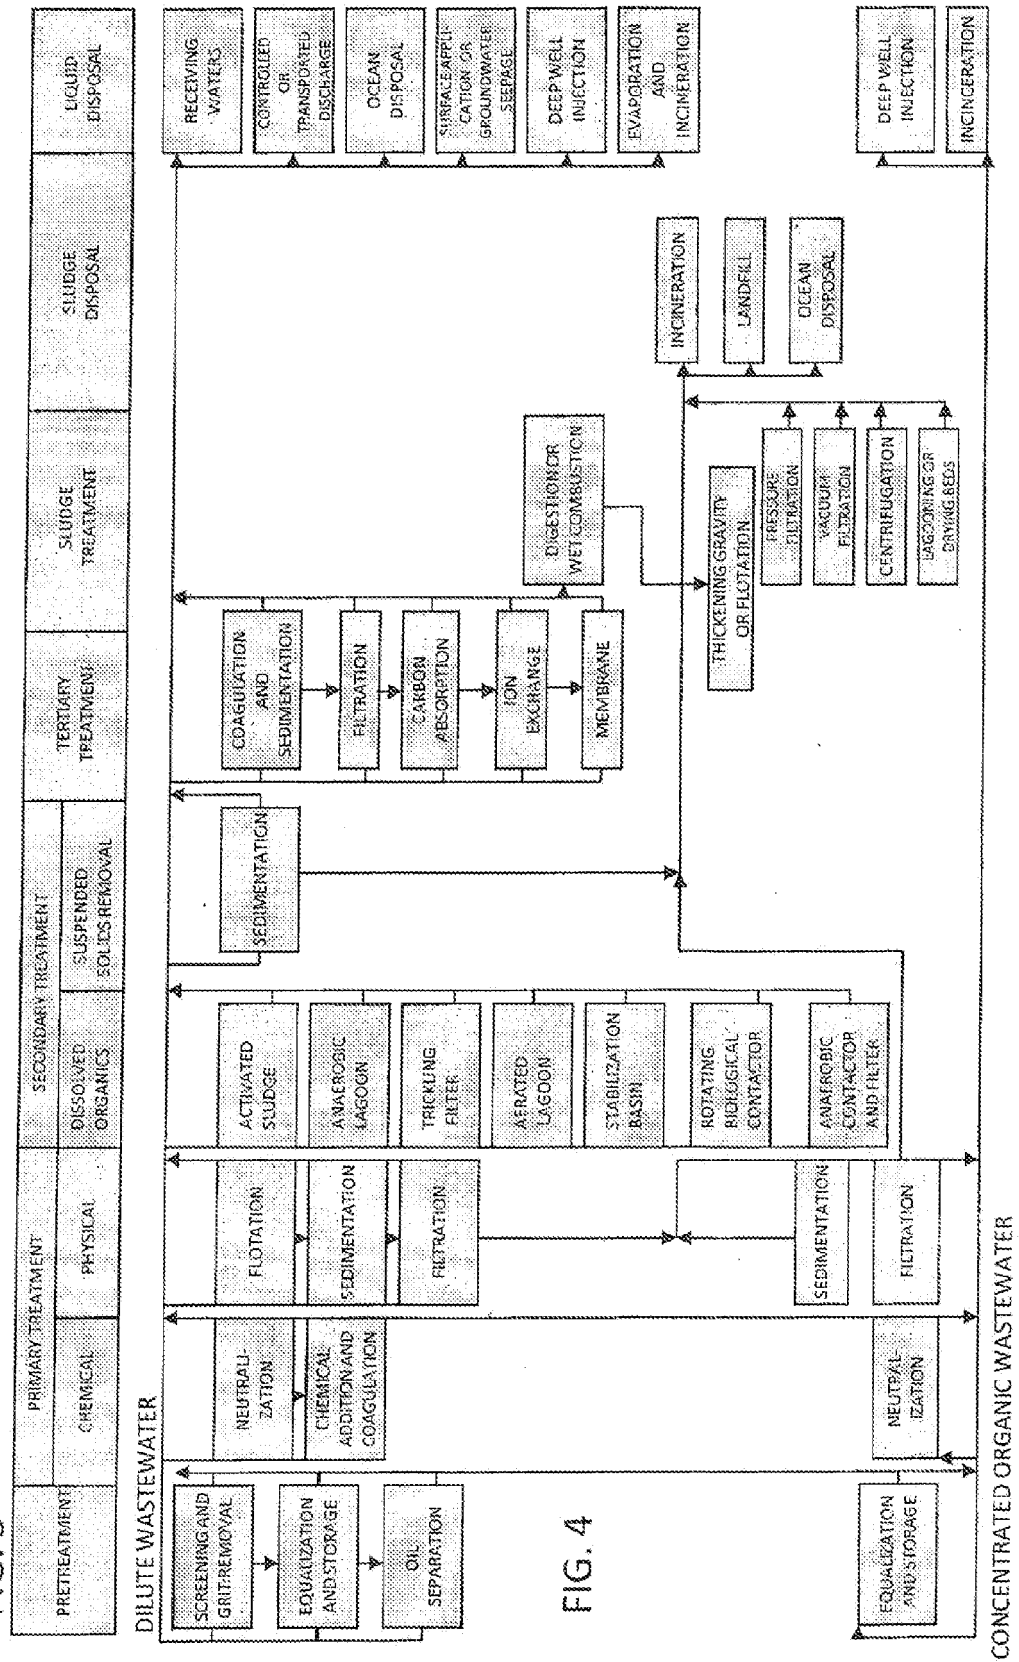 PRETREATMENT
PRIMARY TREATMENT
CHEMICAL
PHYSICAL
SECONDARY TREATMENT
DISSOLVED
ORGANICS
SUSPENDED
SOLIDS REMOVAL
TERTIARY
TREATMENT
SLUDGE
TREATMENT
SLUDGE
DISPOSAL
LIQUID
DISPOSAL
DILUTE WASTEWATER
SCREENING AND
GRIT REMOVAL
EQUALIZATION
AND STORAGE
OIL
SEPARATION
EQUALIZATION
AND STORAGE
NEUTRALI-
ZATION
CHEMICAL
ADDITION AND
COAGULATION
NEUTRAL-
IZATION
FLOTATION
SEDIMENTATION
FILTRATION
SEDIMENTATION
FILTRATION
ACTIVATED
SLUDGE
ANAEROBIC
LAGOON
TRICKLING
FILTER
AERATED
LAGOON
STABILIZATION
BASIN
ROTATING
BIOLOGICAL
CONTACTOR
ANAEROBIC
CONTACTOR
AND FILTER
SEDIMENTATION
COAGULATION
AND
SEDIMENTATION
FILTRATION
CARBON
ABSORPTION
ION
EXCHANGE
MEMBRANE
DIGESTION OR
WET COMBUSTION
THICKENING GRAVITY
OR FLOTATION
PRESSURE
FILTRATION
VACUUM
FILTRATION
CENTRIFUGATION
LAGOONING OR
DRYING BEDS
INCINERATION
LANDFILL
OCEAN
DISPOSAL
RECEIVING
WATERS
CONTROLLED
OR
TRANSPORTED
DISCHARGE
OCEAN
DISPOSAL
SURFACE APPLI-
CATION OR
GROUNDWATER
SEEPAGE
DEEP WELL
INJECTION
EVAPORATION
AND
INCINERATION
DEEP WELL
INJECTION
INCINERATION
FIG. 4
CONCENTRATED ORGANIC WASTEWATER